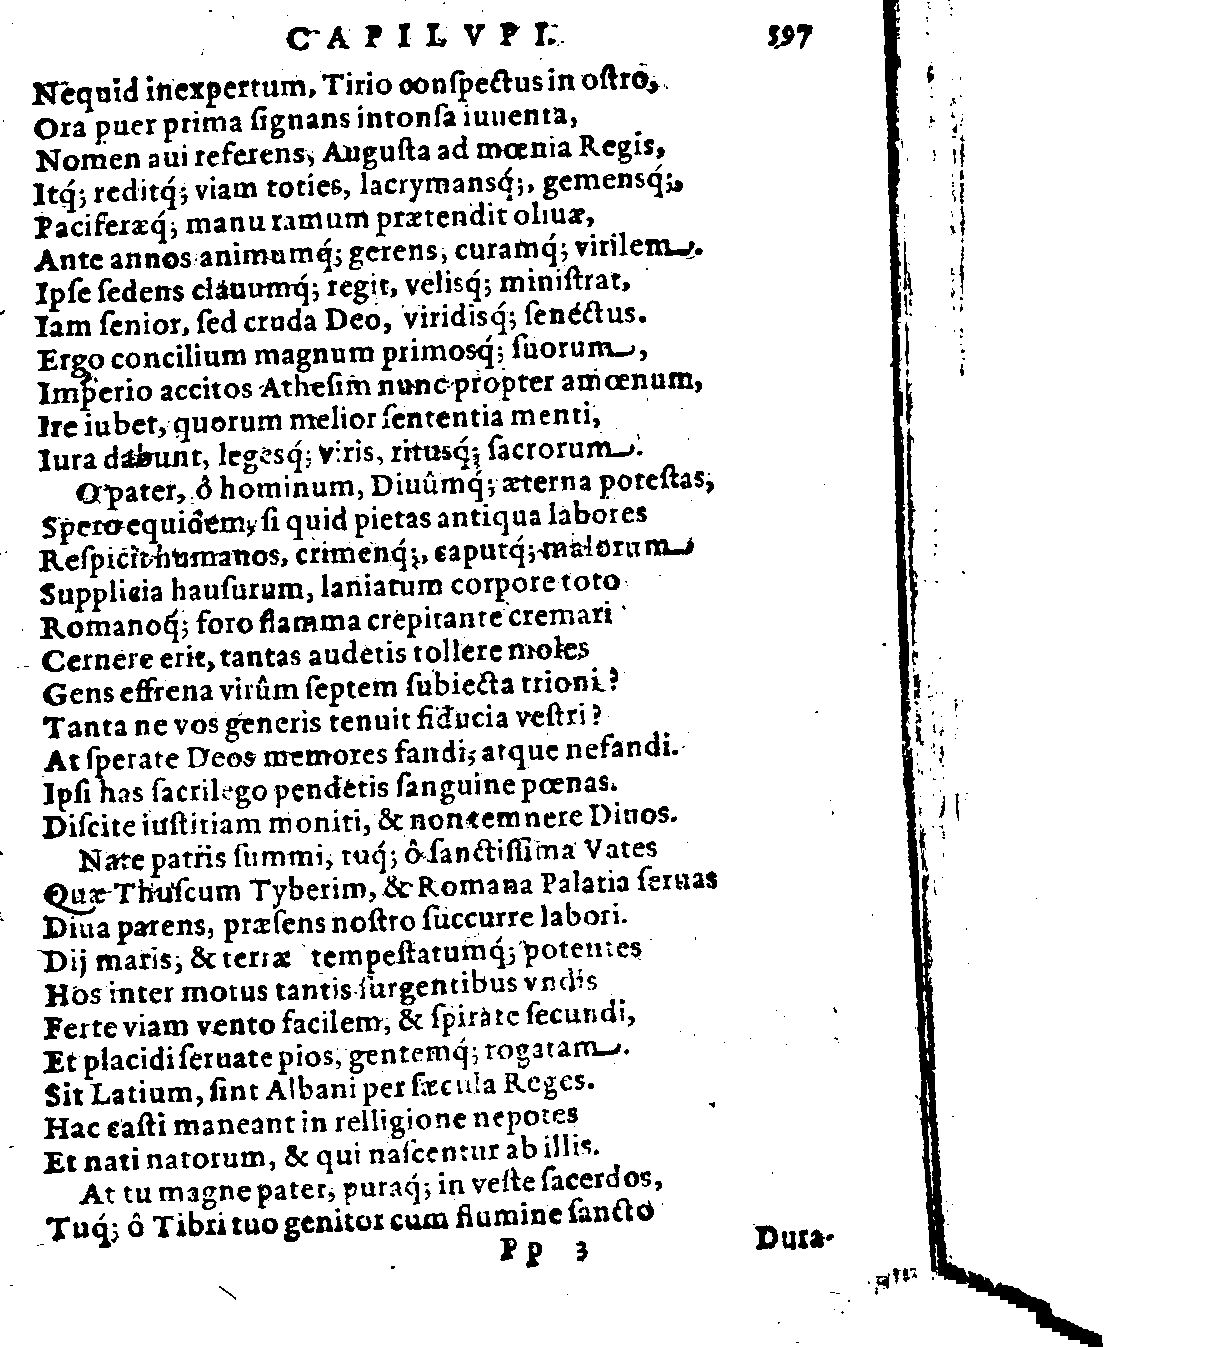 CAPILVPI. 597
Nequid inexpertum, Tirio conſpectus in oſtro,
Ora puer prima ſignans intonſa iuuenta,
Nomen aui referens, Auguſta ad mœnia Regis,
Itq́; reditq́; viam toties, lacrymansq́;, gemensq́;,
Paciferæq́; manu ramum prætendit oliuæ,
Ante annos animumq́; gerens, curamq́; virilem.
Ipſe ſedens clauumq́; regit, velisq́; miniſtrat,
Iam ſenior, ſed cruda Deo, viridisq́; ſenectus.
Ergo concilium magnum primosq́; ſuorum,
Imperio accitos Atheſim nunc propter amœnum,
Ire iubet, quorum melior ſententia menti,
Iura dabunt, legesq́; viris, ritusq́; ſacrorum.
O pater, ô hominum, Diuûmq́; æterna poteſtas,
Spero equidem, ſi quid pietas antiqua labores
Reſpicit humanos, crimenq́;, caputq́; malorum
Supplicia hauſurum, laniatum corpore toto
Romanoq́; foro flamma crepitante cremari
Cernere erit, tantas audetis tollere moles
Gens effrena virûm ſeptem ſubiecta trioni?
Tanta ne vos generis tenuit fiducia veſtri?
At ſperate Deos memores fandi, atque nefandi.
Ipſi has ſacrilego pendetis ſanguine pœnas.
Diſcite iuſtitiam moniti, & non temnere Diuos.
Nate patris ſummi, tuq́; ô ſanctiſſima Vates
Quæ Thuſcum Tyberim, & Romana Palatia ſeruas
Diua parens, præſens noſtro ſuccurre labori.
Dij maris, & terræ tempeſtatumq́; potentes
Hos inter motus tantis ſurgentibus vndis
Ferte viam vento facilem, & ſpirate ſecundi,
Et placidi ſeruate pios, gentemq́; rogatam.
Sit Latium, ſint Albani per ſæcula Reges.
Hac caſti maneant in relligione nepotes
Et nati natorum, & qui naſcentur ab illis.
At tu magne pater, puraq́; in veſte ſacerdos,
Tuq́; ô Tibri tuo genitor cum flumine ſancto
Pp 3 Dura-